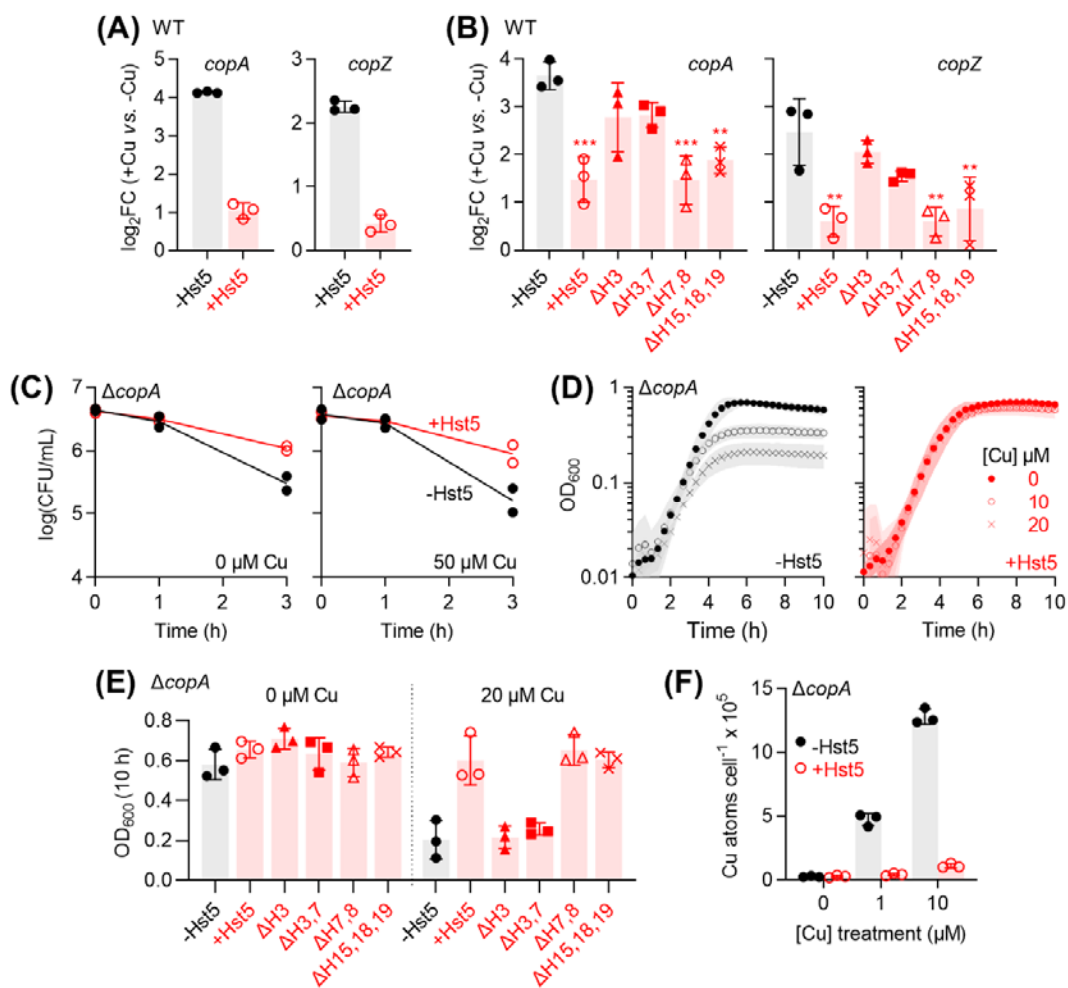 (A) WT
copA
copZ
log2FC (+Cu vs. -Cu)
5
4
3
2
1
0
3
2
1
0
-Hst5
+Hst5
-Hst5
+Hst5
(B) WT
copA
copZ
log2FC (+Cu vs. -Cu)
4
3
2
1
0
***
***
**
**
**
**
-Hst5
+Hst5
ΔH3
ΔH3,7
ΔH7,8
ΔH15,18,19
-Hst5
+Hst5
ΔH3
ΔH3,7
ΔH7,8
ΔH15,18,19
(C) ΔcopA
ΔcopA
log(CFU/mL)
7
6
5
4
+Hst5
-Hst5
0 µM Cu
50 µM Cu
0 1 2 3
0 1 2 3
Time (h)
Time (h)
(D) ΔcopA
OD600
1
0.1
0.01
[Cu] µM
0
10
20
-Hst5
+Hst5
0 2 4 6 8 10
0 2 4 6 8 10
Time (h)
Time (h)
(E) ΔcopA
0 µM Cu
20 µM Cu
OD600 (10 h)
0.8
0.6
0.4
0.2
0.0
-Hst5
+Hst5
ΔH3
ΔH3,7
ΔH7,8
ΔH15,18,19
-Hst5
+Hst5
ΔH3
ΔH3,7
ΔH7,8
ΔH15,18,19
(F) ΔcopA
-Hst5
+Hst5
Cu atoms cell-1 x 105
15
10
5
0
0 1 10
[Cu] treatment (µM)